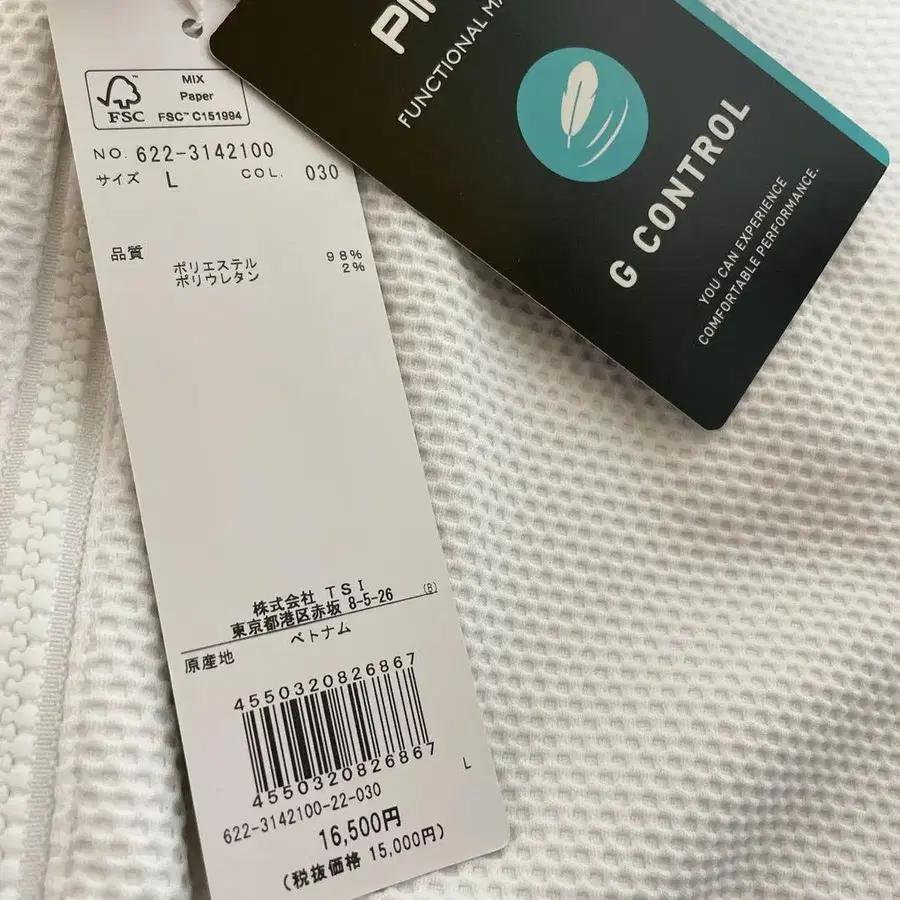 MIX
Paper
FSC
FSC™ C151994
NO. 622-3142100
サイズ L COL. 030
品質
ポリエステル 98%
ポリウレタン 2%
株式会社 TSI
東京都港区赤坂 8-5-26 (B)
原産地 ベトナム
4550320826867
4550320826867
L
622-3142100-22-030
16,500円
(税抜価格 15,000円)
FUNCTIONAL
G CONTROL
YOU CAN EXPERIENCE
COMFORTABLE PERFORMANCE.